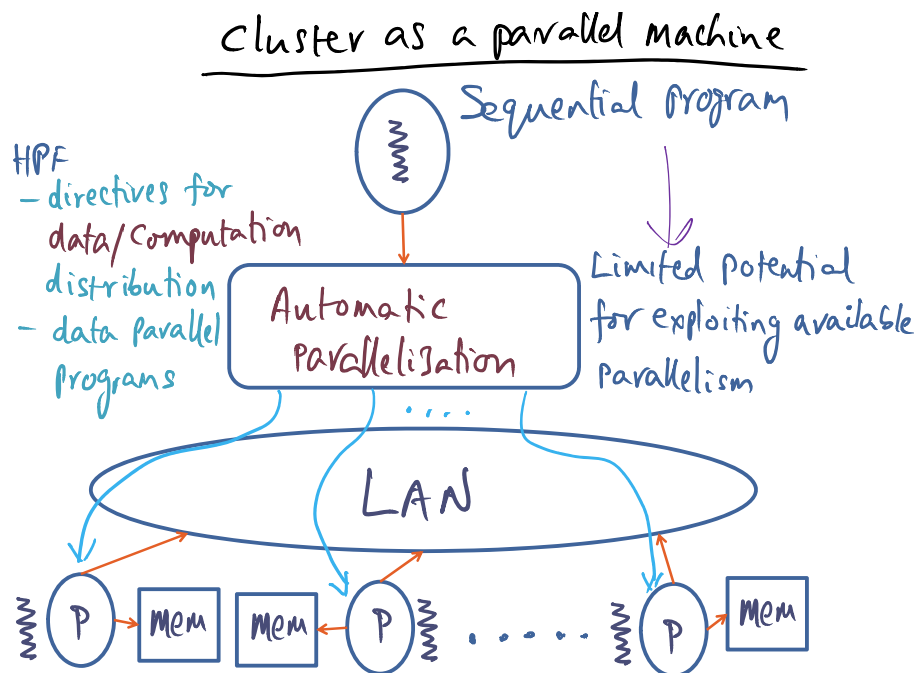 Cluster as a parallel machine
Sequential Program
HPF
- directives for
data/Computation
distribution
- data parallel
programs
Automatic
parallelization
Limited potential
for exploiting available
parallelism
LAN
P
mem
mem
P
P
mem